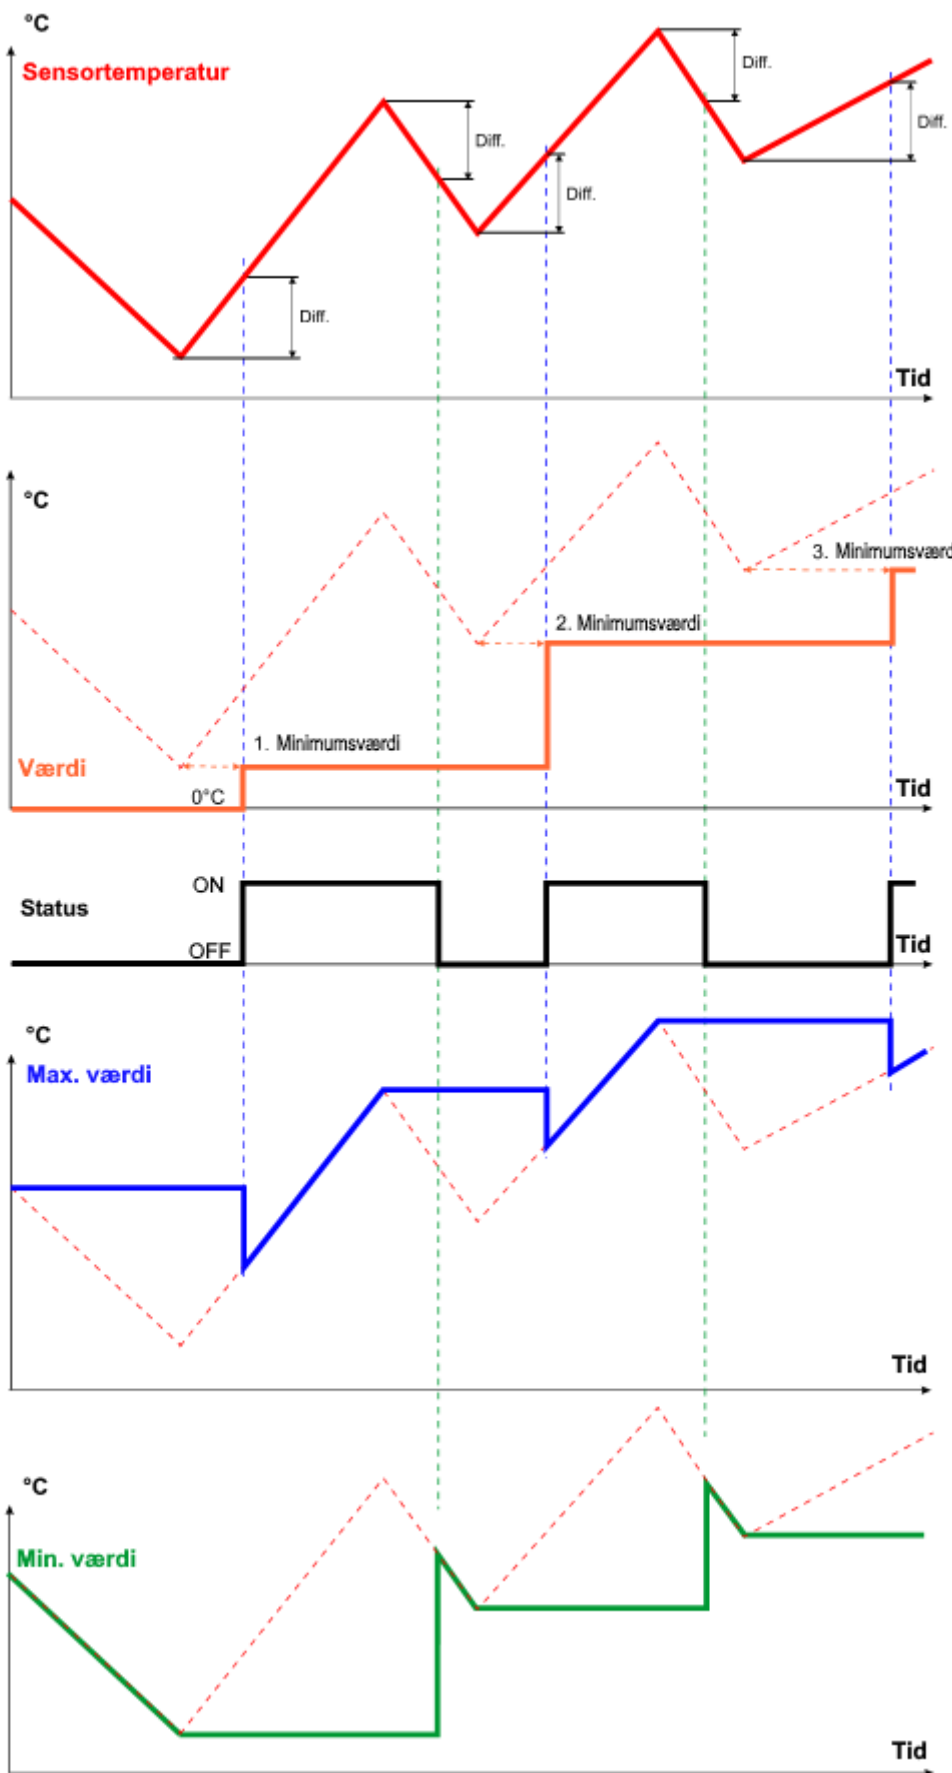 °C
Sensortemperatur
Diff.
Diff.
Diff.
Diff.
Diff.
Tid
°C
3. Minimumsværd
2. Minimumsværdi
1. Minimumsværdi
Værdi
0°C
Tid
ON
Status
OFF
Tid
°C
Max. værdi
Tid
°C
Min. værdi
Tid